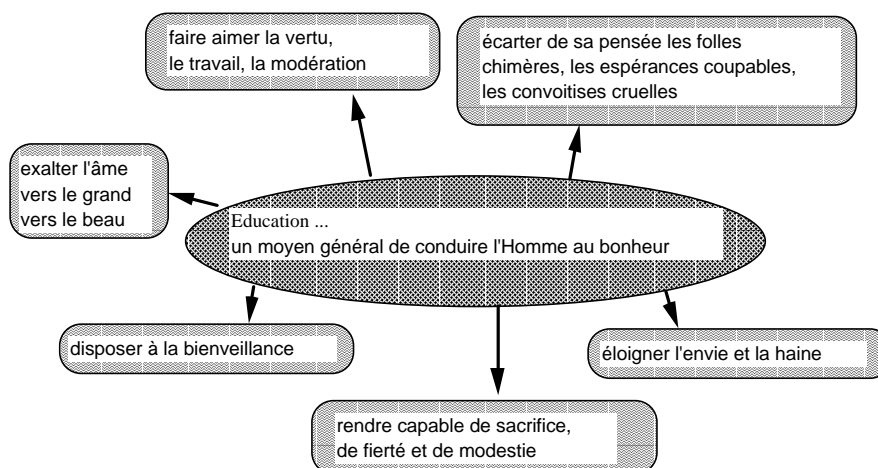 faire aimer la vertu,
le travail, la modération
écarter de sa pensée les folles
chimères, les espérances coupables,
les convoitises cruelles
exalter l'âme
vers le grand
vers le beau
Education ...
un moyen général de conduire l'Homme au bonheur
disposer à la bienveillance
éloigner l'envie et la haine
rendre capable de sacrifice,
de fierté et de modestie